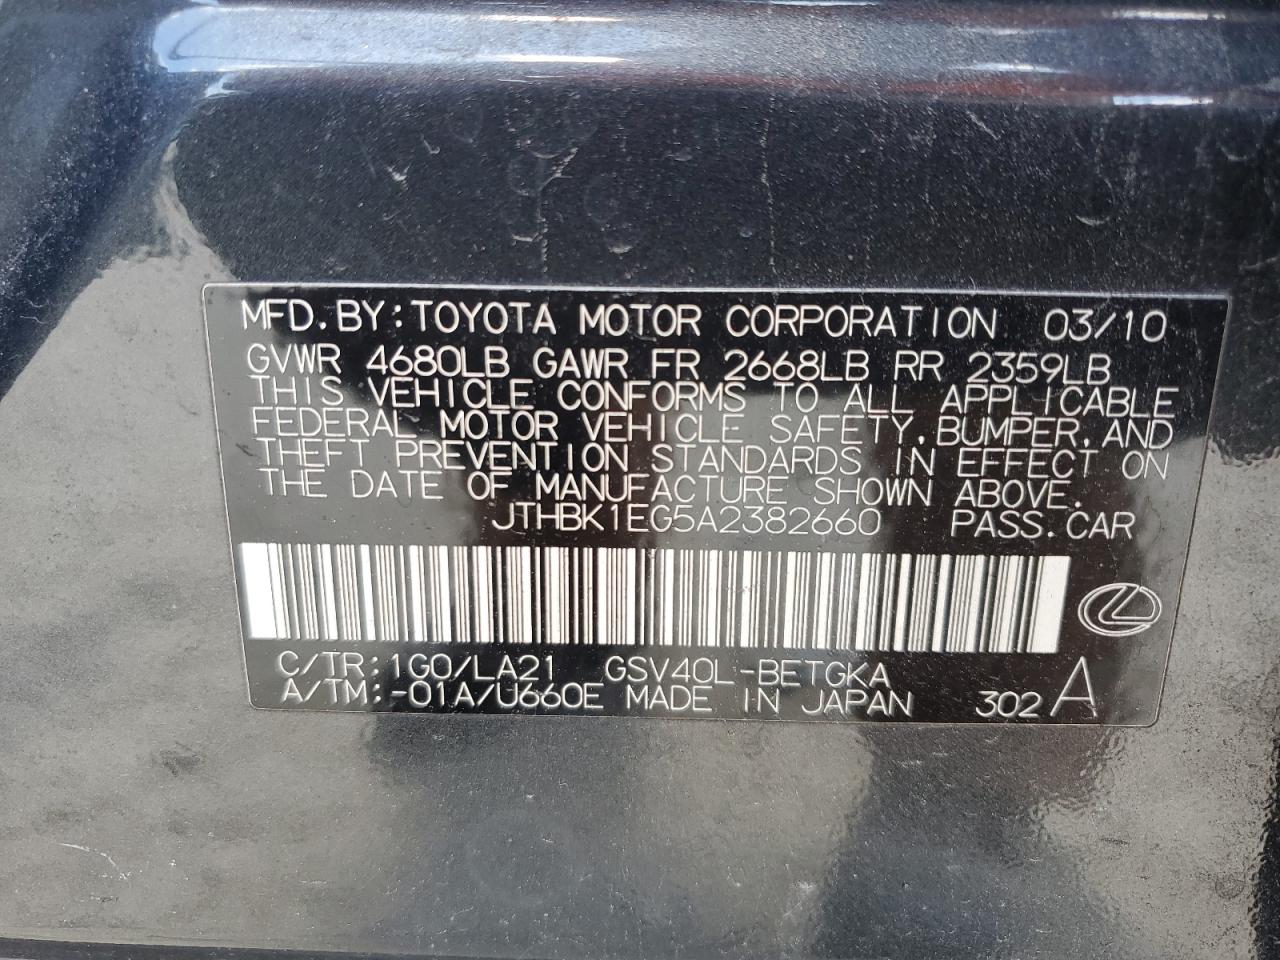 MFD.BY:TOYOTA MOTOR CORPORATION 03/10
GVWR 4680LB GAWR FR 2668LB RR 2359LB
THIS VEHICLE CONFORMS TO ALL APPLICABLE
FEDERAL MOTOR VEHICLE SAFETY,BUMPER,AND
THEFT PREVENTION STANDARDS IN EFFECT ON
THE DATE OF MANUFACTURE SHOWN ABOVE.
JTHBK1EG5A2382660 PASS.CAR
C/TR:1G0/LA21 GSV40L-BETGKA
A/TM:-01A/U660E MADE IN JAPAN 302 A